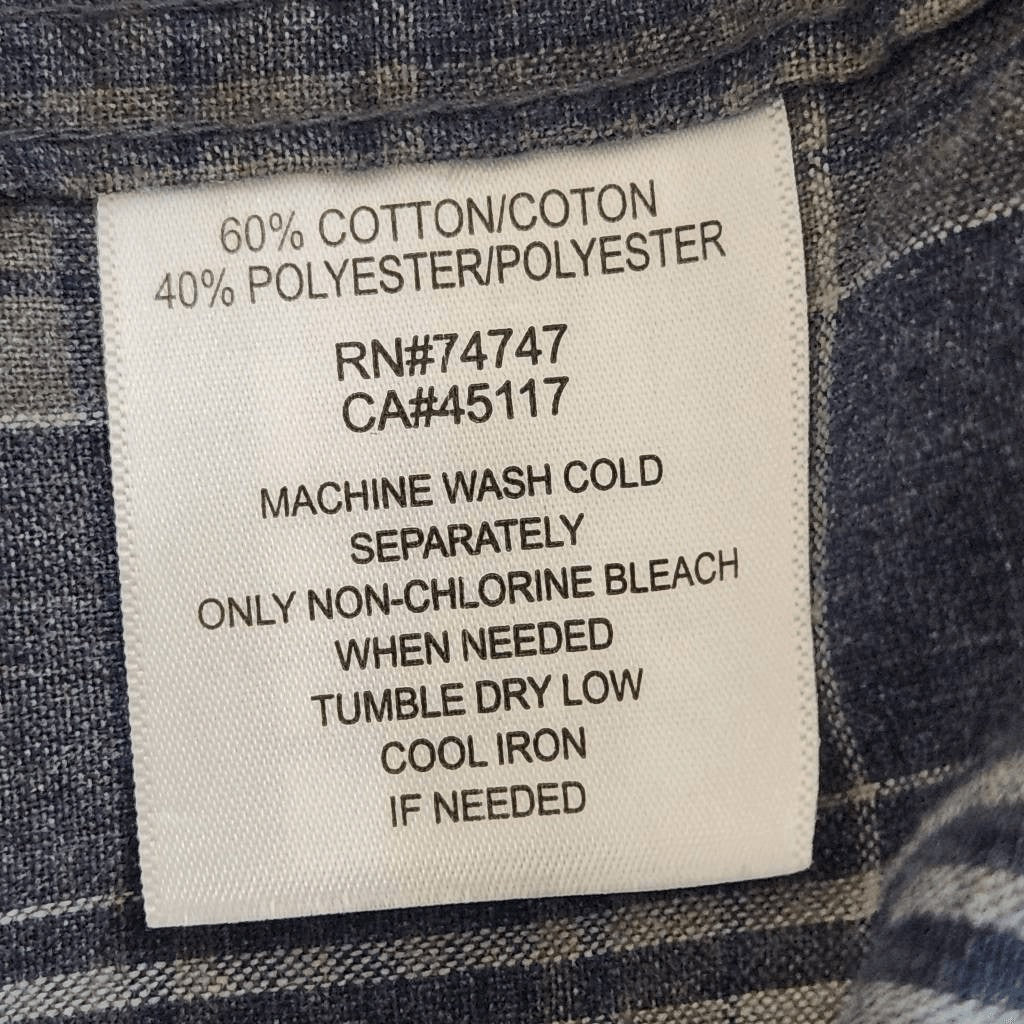 60% COTTON/COTON
40% POLYESTER/POLYESTER
RN#74747
CA#45117
MACHINE WASH COLD
SEPARATELY
ONLY NON-CHLORINE BLEACH
WHEN NEEDED
TUMBLE DRY LOW
COOL IRON
IF NEEDED